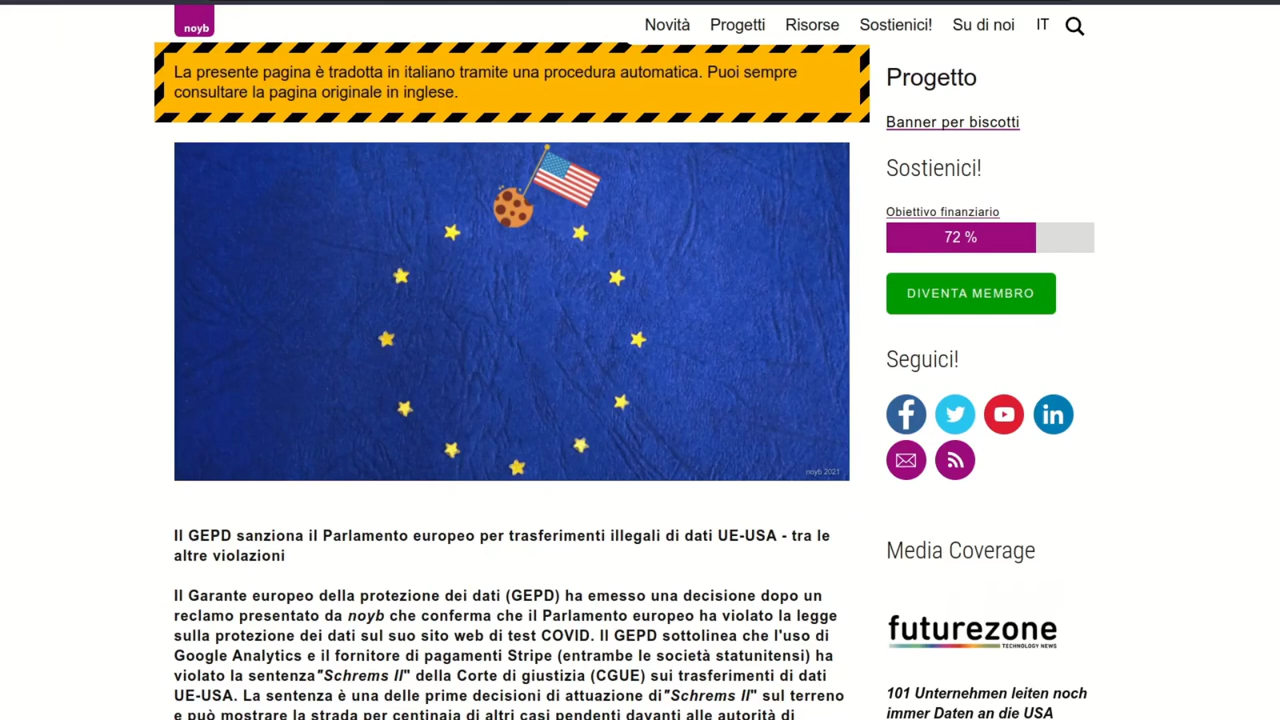 noyb
Novità Progetti Risorse Sostienici! Su di noi IT
La presente pagina è tradotta in italiano tramite una procedura automatica. Puoi sempre
consultare la pagina originale in inglese.
noyb 2021
Il GEPD sanziona il Parlamento europeo per trasferimenti illegali di dati UE-USA - tra le
altre violazioni
Il Garante europeo della protezione dei dati (GEPD) ha emesso una decisione dopo un
reclamo presentato da noyb che conferma che il Parlamento europeo ha violato la legge
sulla protezione dei dati sul suo sito web di test COVID. Il GEPD sottolinea che l'uso di
Google Analytics e il fornitore di pagamenti Stripe (entrambe le società statunitensi) ha
violato la sentenza"Schrems II" della Corte di giustizia (CGUE) sui trasferimenti di dati
UE-USA. La sentenza è una delle prime decisioni di attuazione di"Schrems II" sul terreno
e può mostrare la strada per centinaia di altri casi pendenti davanti alle autorità di
Progetto
Banner per biscotti
Sostienici!
Obiettivo finanziario
72 %
DIVENTA MEMBRO
Seguici!
Media Coverage
futurezone
TECHNOLOGY NEWS
101 Unternehmen leiten noch
immer Daten an die USA